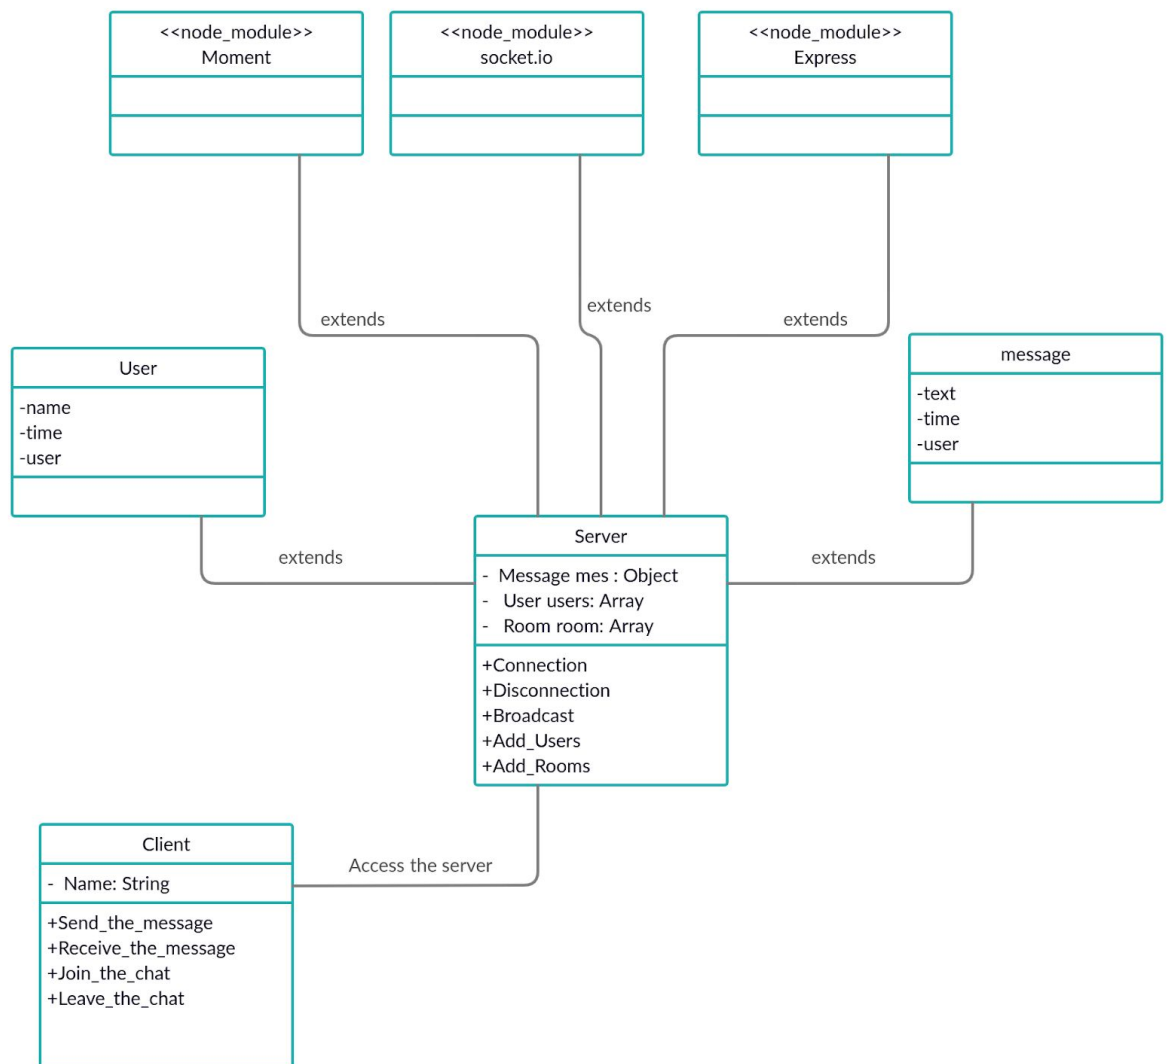 <<node_module>>
Moment
<<node_module>>
socket.io
<<node_module>>
Express
extends
extends
extends
User
-name
-time
-user
message
-text
-time
-user
extends
extends
Server
- Message mes : Object
- User users: Array
- Room room: Array
+Connection
+Disconnection
+Broadcast
+Add_Users
+Add_Rooms
Client
- Name: String
+Send_the_message
+Receive_the_message
+Join_the_chat
+Leave_the_chat
Access the server